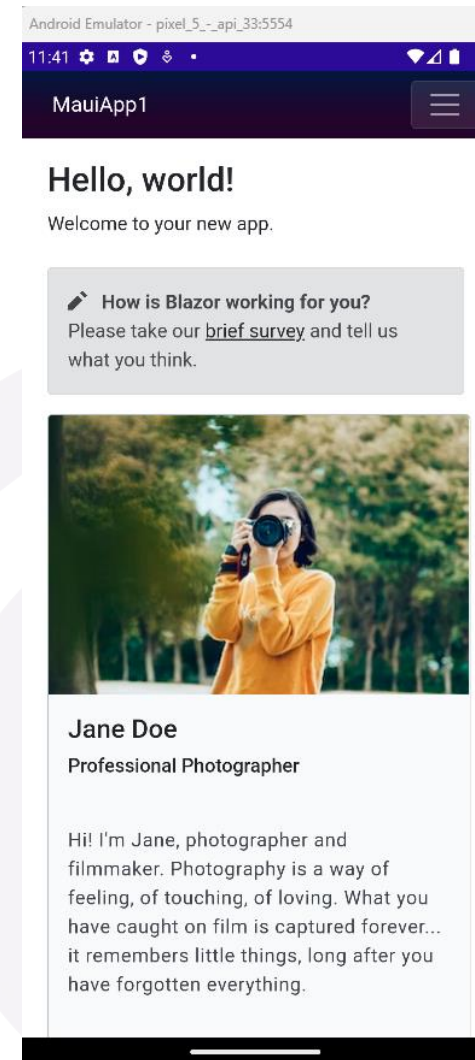 Android Emulator - pixel_5_-_api_33:5554
11:41
MauiApp1
Hello, world!
Welcome to your new app.
How is Blazor working for you?
Please take our brief survey and tell us
what you think.
Jane Doe
Professional Photographer
Hi! I'm Jane, photographer and
filmmaker. Photography is a way of
feeling, of touching, of loving. What you
have caught on film is captured forever...
it remembers little things, long after you
have forgotten everything.